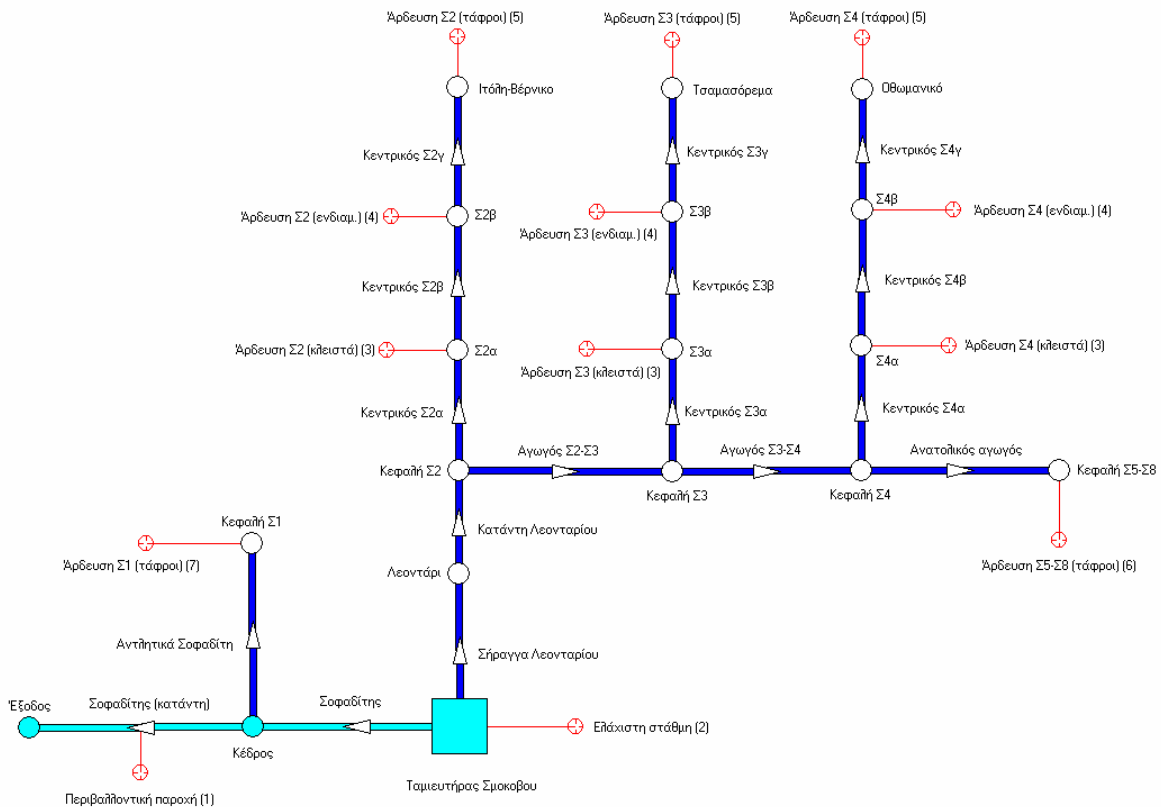 Άρδευση Σ2 (τάφροι) (5)
Άρδευση Σ3 (τάφροι) (5)
Άρδευση Σ4 (τάφροι) (5)
Ιτόλη-Βέρνικο
Τσαμασόρεμα
Οθωμανικό
Κεντρικός Σ2γ
Κεντρικός Σ3γ
Κεντρικός Σ4γ
Άρδευση Σ2 (ενδιαμ.) (4)
Σ2β
Άρδευση Σ3 (ενδιαμ.) (4)
Σ3β
Σ4β
Άρδευση Σ4 (ενδιαμ.) (4)
Κεντρικός Σ2β
Κεντρικός Σ3β
Κεντρικός Σ4β
Άρδευση Σ2 (κλειστά) (3)
Σ2α
Άρδευση Σ3 (κλειστά) (3)
Σ3α
Σ4α
Άρδευση Σ4 (κλειστά) (3)
Κεντρικός Σ2α
Κεντρικός Σ3α
Κεντρικός Σ4α
Κεφαλή Σ2
Αγωγός Σ2-Σ3
Κεφαλή Σ3
Αγωγός Σ3-Σ4
Κεφαλή Σ4
Ανατολικός αγωγός
Κεφαλή Σ5-Σ8
Κεφαλή Σ1
Κατάντη Λεονταρίου
Άρδευση Σ1 (τάφροι) (7)
Λεοντάρι
Άρδευση Σ5-Σ8 (τάφροι) (6)
Αντλητικά Σοφαδίτη
Σήραγγα Λεονταρίου
Έξοδος
Σοφαδίτης (κατάντη)
Σοφαδίτης
Ελάχιστη στάθμη (2)
Κέδρος
Ταμιευτήρας Σμοκοβου
Περιβαλλοντική παροχή (1)